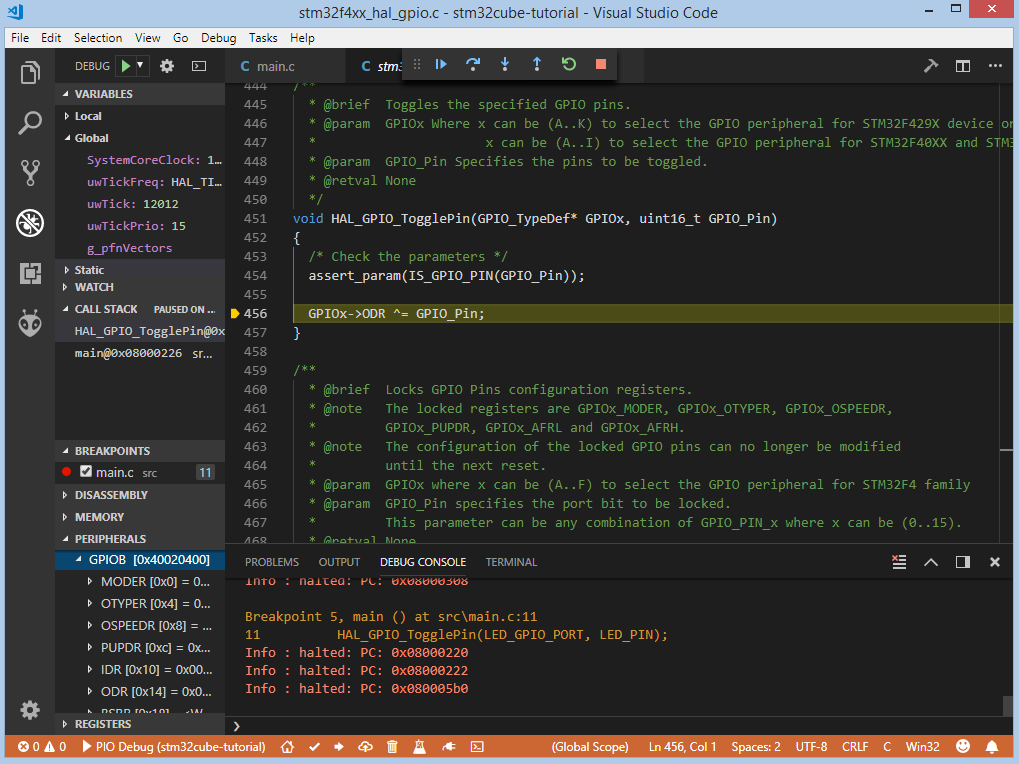 stm32f4xx_hal_gpio.c - stm32cube-tutorial - Visual Studio Code
File Edit Selection View Go Debug Tasks Help
DEBUG
C main.c
C stm3
VARIABLES
Local
Global
SystemCoreClock: 1...
uwTickFreq: HAL_TI...
uwTick: 12012
uwTickPrio: 15
g_pfnVectors
Static
WATCH
CALL STACK PAUSED ON ...
HAL_GPIO_TogglePin@0x
main@0x08000226 sr...
BREAKPOINTS
main.c src 11
DISASSEMBLY
MEMORY
PERIPHERALS
GPIOB [0x40020400]
MODER [0x0] = 0...
OTYPER [0x4] = 0...
OSPEEDR [0x8] = ...
PUPDR [0xc] = 0x...
IDR [0x10] = 0x00...
ODR [0x14] = 0x0...
BSRR [0x18] ...
REGISTERS
444 /**
445 * @brief Toggles the specified GPIO pins.
446 * @param GPIOx Where x can be (A..K) to select the GPIO peripheral for STM32F429X device or
447 * x can be (A..I) to select the GPIO peripheral for STM32F40XX and STM3
448 * @param GPIO_Pin Specifies the pins to be toggled.
449 * @retval None
450 */
451 void HAL_GPIO_TogglePin(GPIO_TypeDef* GPIOx, uint16_t GPIO_Pin)
452 {
453 /* Check the parameters */
454 assert_param(IS_GPIO_PIN(GPIO_Pin));
455
456 GPIOx->ODR ^= GPIO_Pin;
457 }
458
459 /**
460 * @brief Locks GPIO Pins configuration registers.
461 * @note The locked registers are GPIOx_MODER, GPIOx_OTYPER, GPIOx_OSPEEDR,
462 * GPIOx_PUPDR, GPIOx_AFRL and GPIOx_AFRH.
463 * @note The configuration of the locked GPIO pins can no longer be modified
464 * until the next reset.
465 * @param GPIOx where x can be (A..F) to select the GPIO peripheral for STM32F4 family
466 * @param GPIO_Pin specifies the port bit to be locked.
467 * This parameter can be any combination of GPIO_PIN_x where x can be (0..15).
468 * @retval None
PROBLEMS OUTPUT DEBUG CONSOLE TERMINAL
Info : halted: PC: 0x08000308
Breakpoint 5, main () at src\main.c:11
11 HAL_GPIO_TogglePin(LED_GPIO_PORT, LED_PIN);
Info : halted: PC: 0x08000220
Info : halted: PC: 0x08000222
Info : halted: PC: 0x080005b0
0 0 PIO Debug (stm32cube-tutorial) (Global Scope) Ln 456, Col 1 Spaces: 2 UTF-8 CRLF C Win32